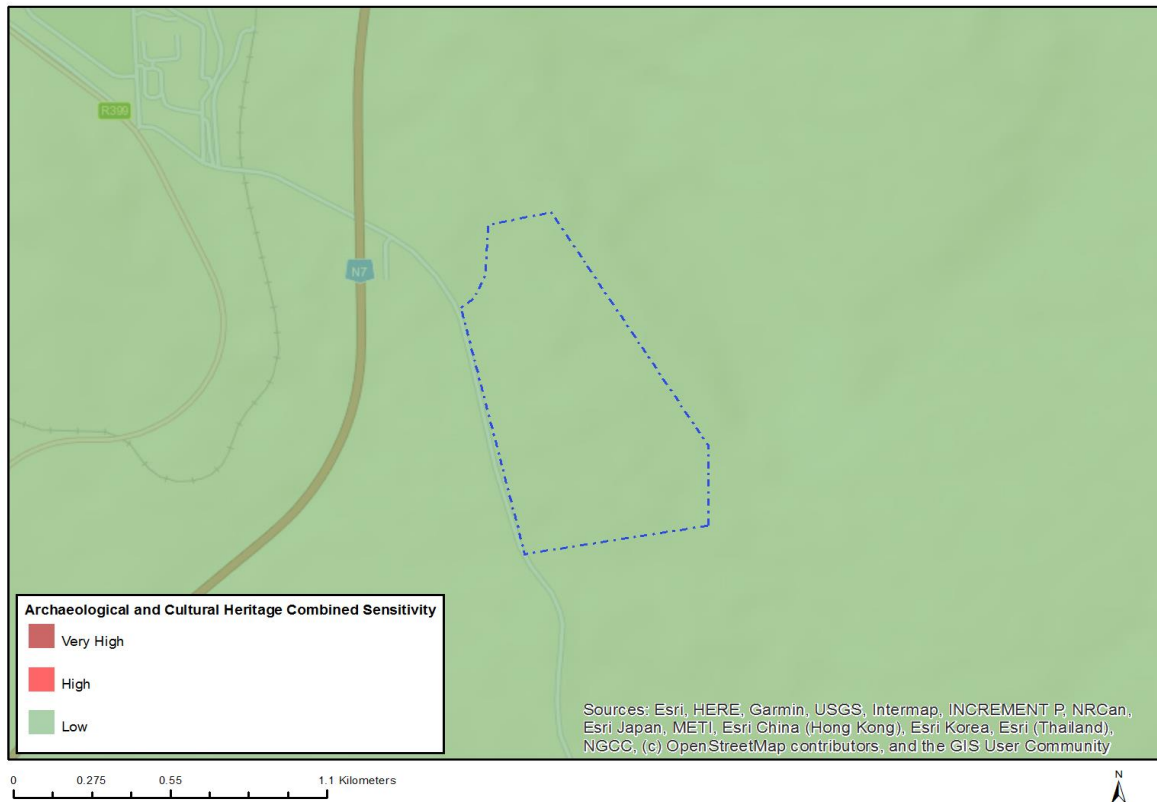 R399
N7
Archaeological and Cultural Heritage Combined Sensitivity
Very High
High
Low
Sources: Esri, HERE, Garmin, USGS, Intermap, INCREMENT P, NRCan,
Esri Japan, METI, Esri China (Hong Kong), Esri Korea, Esri (Thailand),
NGCC, (c) OpenStreetMap contributors, and the GIS User Community
0 0.275 0.55 1.1 Kilometers
N